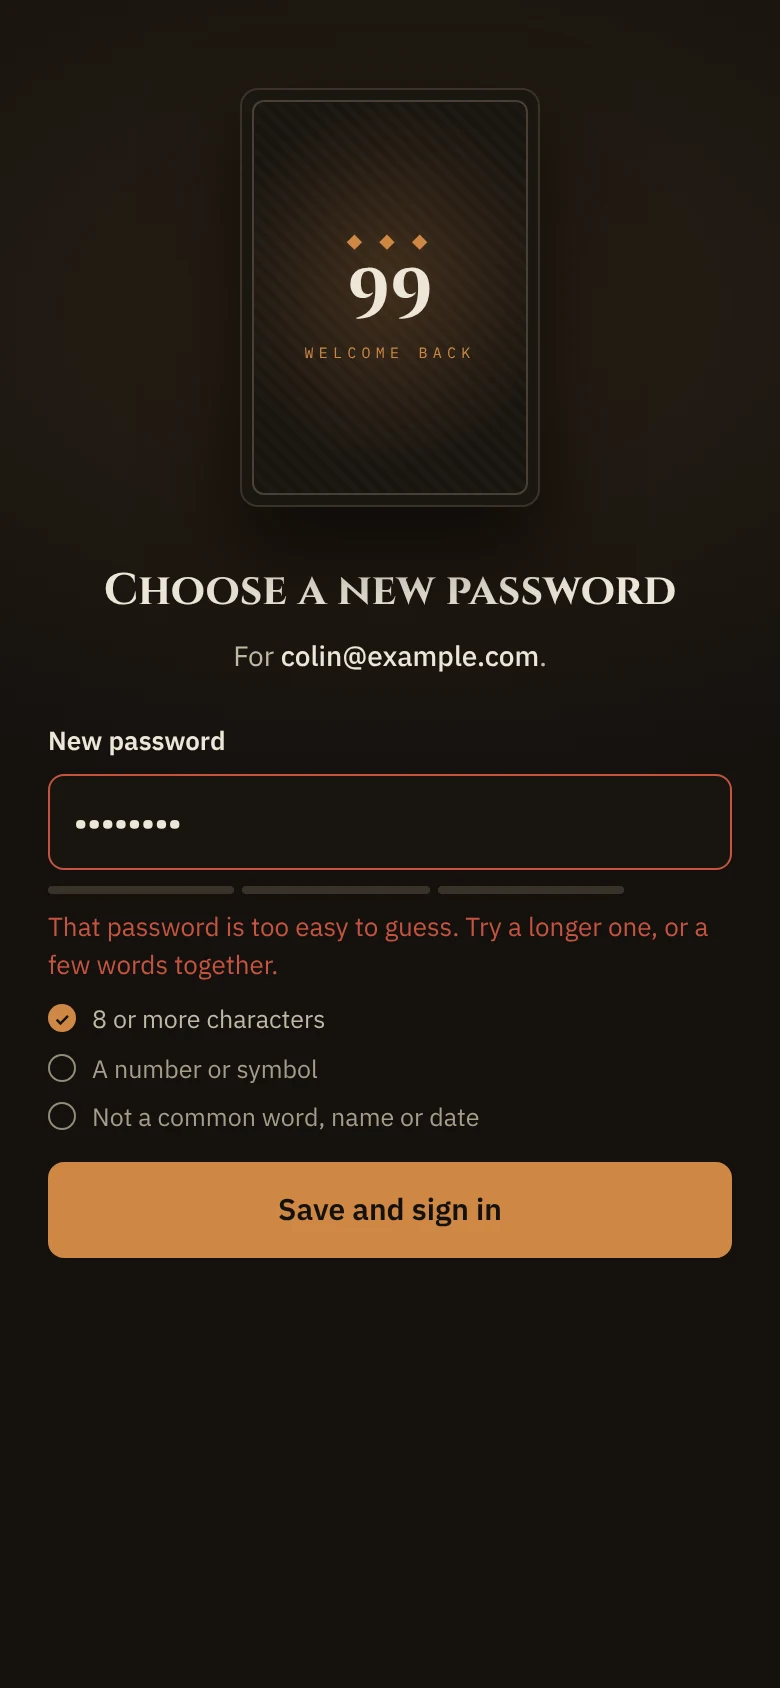 99
WELCOME BACK
Choose a new password
For colin@example.com.
New password
That password is too easy to guess. Try a longer one, or a
few words together.
8 or more characters
A number or symbol
Not a common word, name or date
Save and sign in